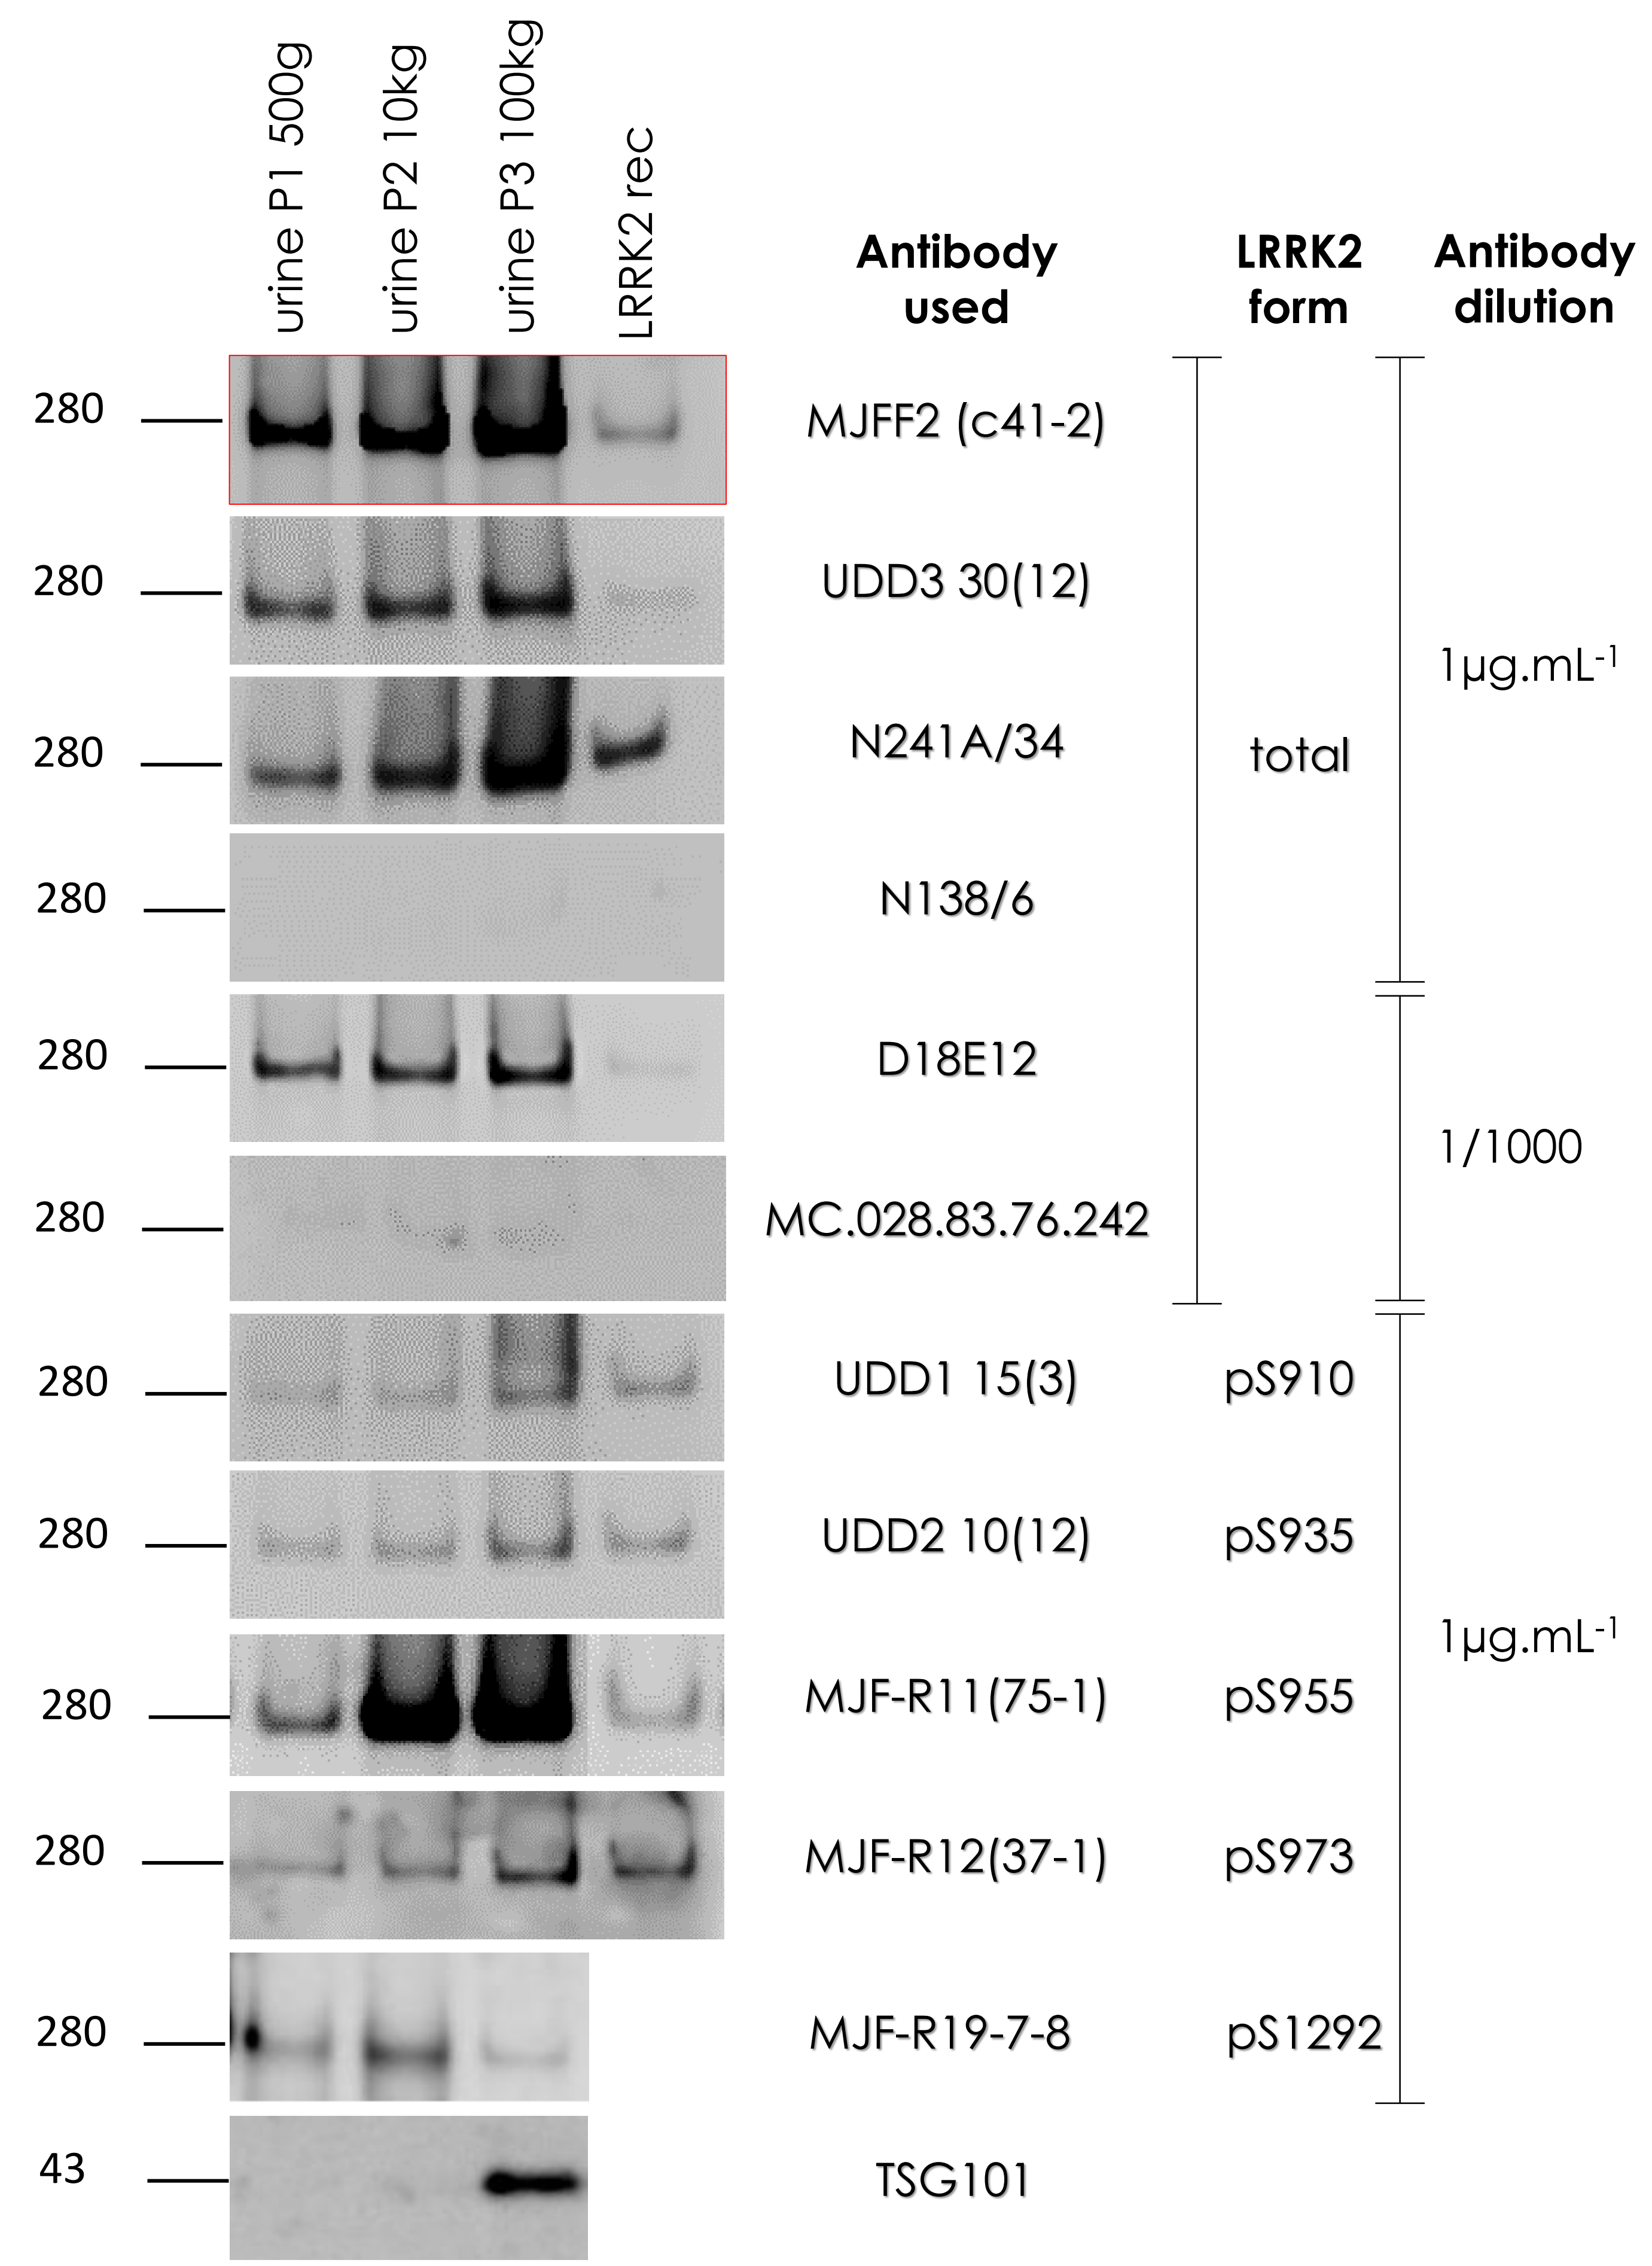 urine P1 500g
urine P2 10kg
urine P3 100kg
LRRK2 rec
Antibody used
LRRK2 form
Antibody dilution
280
MJFF2 (c41-2)
280
UDD3 30(12)
1µg.mL⁻¹
280
N241A/34
total
280
N138/6
280
D18E12
1/1000
280
MC.028.83.76.242
280
UDD1 15(3)
pS910
280
UDD2 10(12)
pS935
1µg.mL⁻¹
280
MJF-R11(75-1)
pS955
280
MJF-R12(37-1)
pS973
280
MJF-R19-7-8
pS1292
43
TSG101